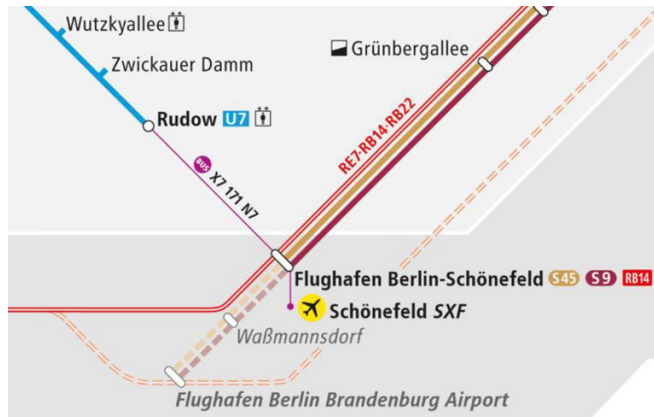 Wutzkyallee
Zwickauer Damm
Grünbergallee
Rudow U7
RE7·RB14·RB22
BUS X7 171 N7
Flughafen Berlin-Schönefeld S45 S9 RB14
Schönefeld SXF
Waßmannsdorf
Flughafen Berlin Brandenburg Airport